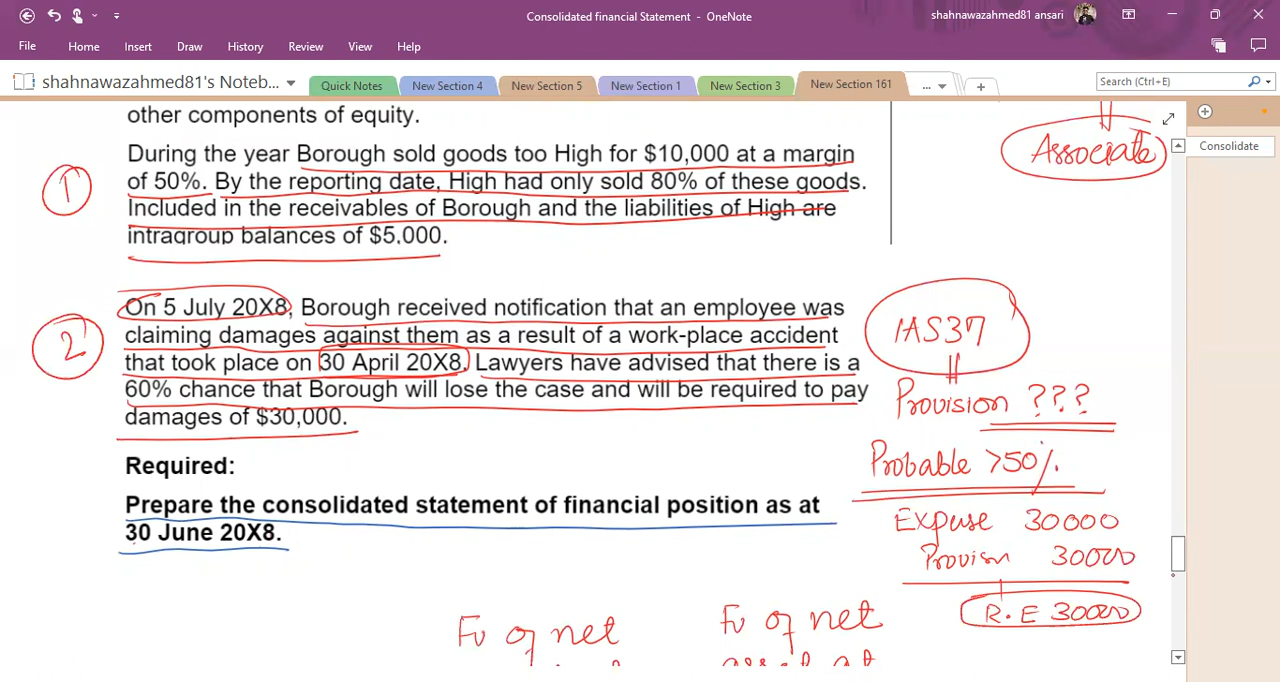 Consolidated financial Statement - OneNote
shahnawazahmed81 ansari
File Home Insert Draw History Review View Help
shahnawazahmed81's Noteb... Quick Notes New Section 4 New Section 5 New Section 1 New Section 3 New Section 161 ... Search (Ctrl+E)
Consolidate
other components of equity.
Associate
During the year Borough sold goods too High for $10,000 at a margin
1
of 50%. By the reporting date, High had only sold 80% of these goods.
Included in the receivables of Borough and the liabilities of High are
intragroup balances of $5,000.
On 5 July 20X8, Borough received notification that an employee was
2
claiming damages against them as a result of a work-place accident
that took place on 30 April 20X8. Lawyers have advised that there is a
60% chance that Borough will lose the case and will be required to pay
damages of $30,000.
IAS37
Provision ???
Probable >50%.
Expense 30000
Provision 30000
R.E 30000
Required:
Prepare the consolidated statement of financial position as at
30 June 20X8.
Fv of net
Fv of net
asset at